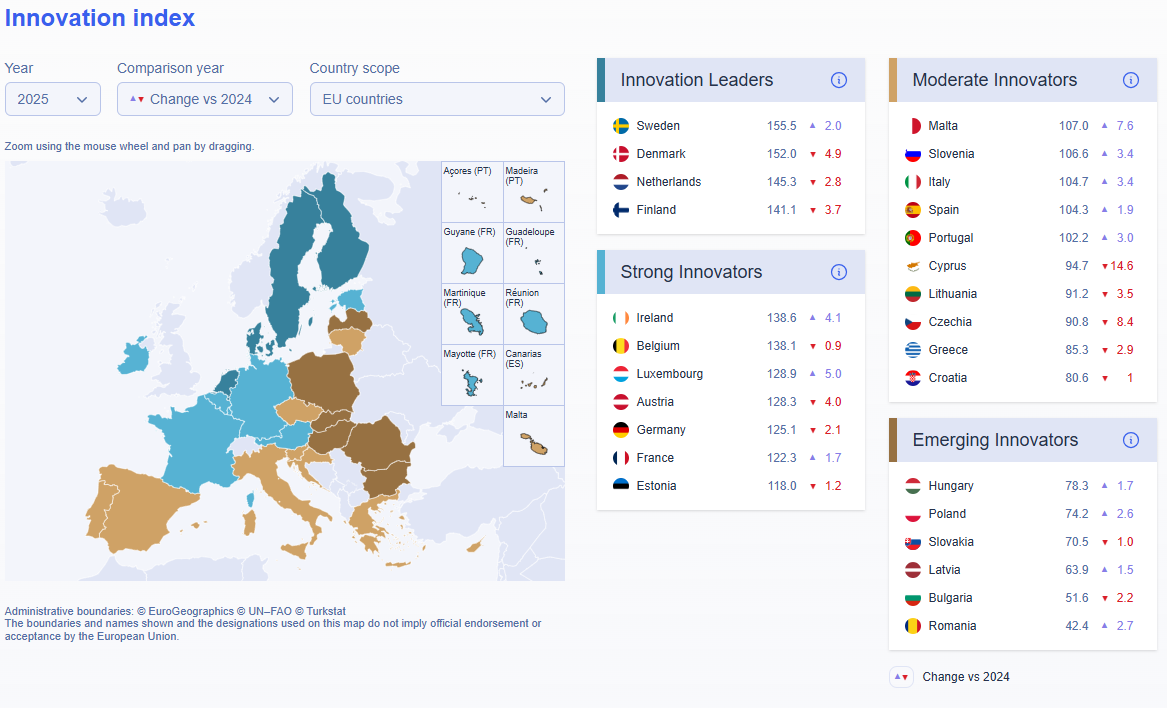 Innovation index
Year
Comparison year
Country scope
2025
▲▼ Change vs 2024
EU countries
Zoom using the mouse wheel and pan by dragging.
Açores (PT)
Madeira
(PT)
Guyane (FR)
Guadeloupe
(FR)
Martinique
(FR)
Réunion
(FR)
Mayotte (FR)
Canarias
(ES)
Malta
Administrative boundaries: © EuroGeographics © UN–FAO © Turkstat
The boundaries and names shown and the designations used on this map do not imply official endorsement or
acceptance by the European Union.
Innovation Leaders
Sweden 155.5 ▲ 2.0
Denmark 152.0 ▼ 4.9
Netherlands 145.3 ▼ 2.8
Finland 141.1 ▼ 3.7
Strong Innovators
Ireland 138.6 ▲ 4.1
Belgium 138.1 ▼ 0.9
Luxembourg 128.9 ▲ 5.0
Austria 128.3 ▼ 4.0
Germany 125.1 ▼ 2.1
France 122.3 ▲ 1.7
Estonia 118.0 ▼ 1.2
Moderate Innovators
Malta 107.0 ▲ 7.6
Slovenia 106.6 ▲ 3.4
Italy 104.7 ▲ 3.4
Spain 104.3 ▲ 1.9
Portugal 102.2 ▲ 3.0
Cyprus 94.7 ▼ 14.6
Lithuania 91.2 ▼ 3.5
Czechia 90.8 ▼ 8.4
Greece 85.3 ▼ 2.9
Croatia 80.6 ▼ 1
Emerging Innovators
Hungary 78.3 ▲ 1.7
Poland 74.2 ▲ 2.6
Slovakia 70.5 ▼ 1.0
Latvia 63.9 ▲ 1.5
Bulgaria 51.6 ▼ 2.2
Romania 42.4 ▲ 2.7
▲▼ Change vs 2024